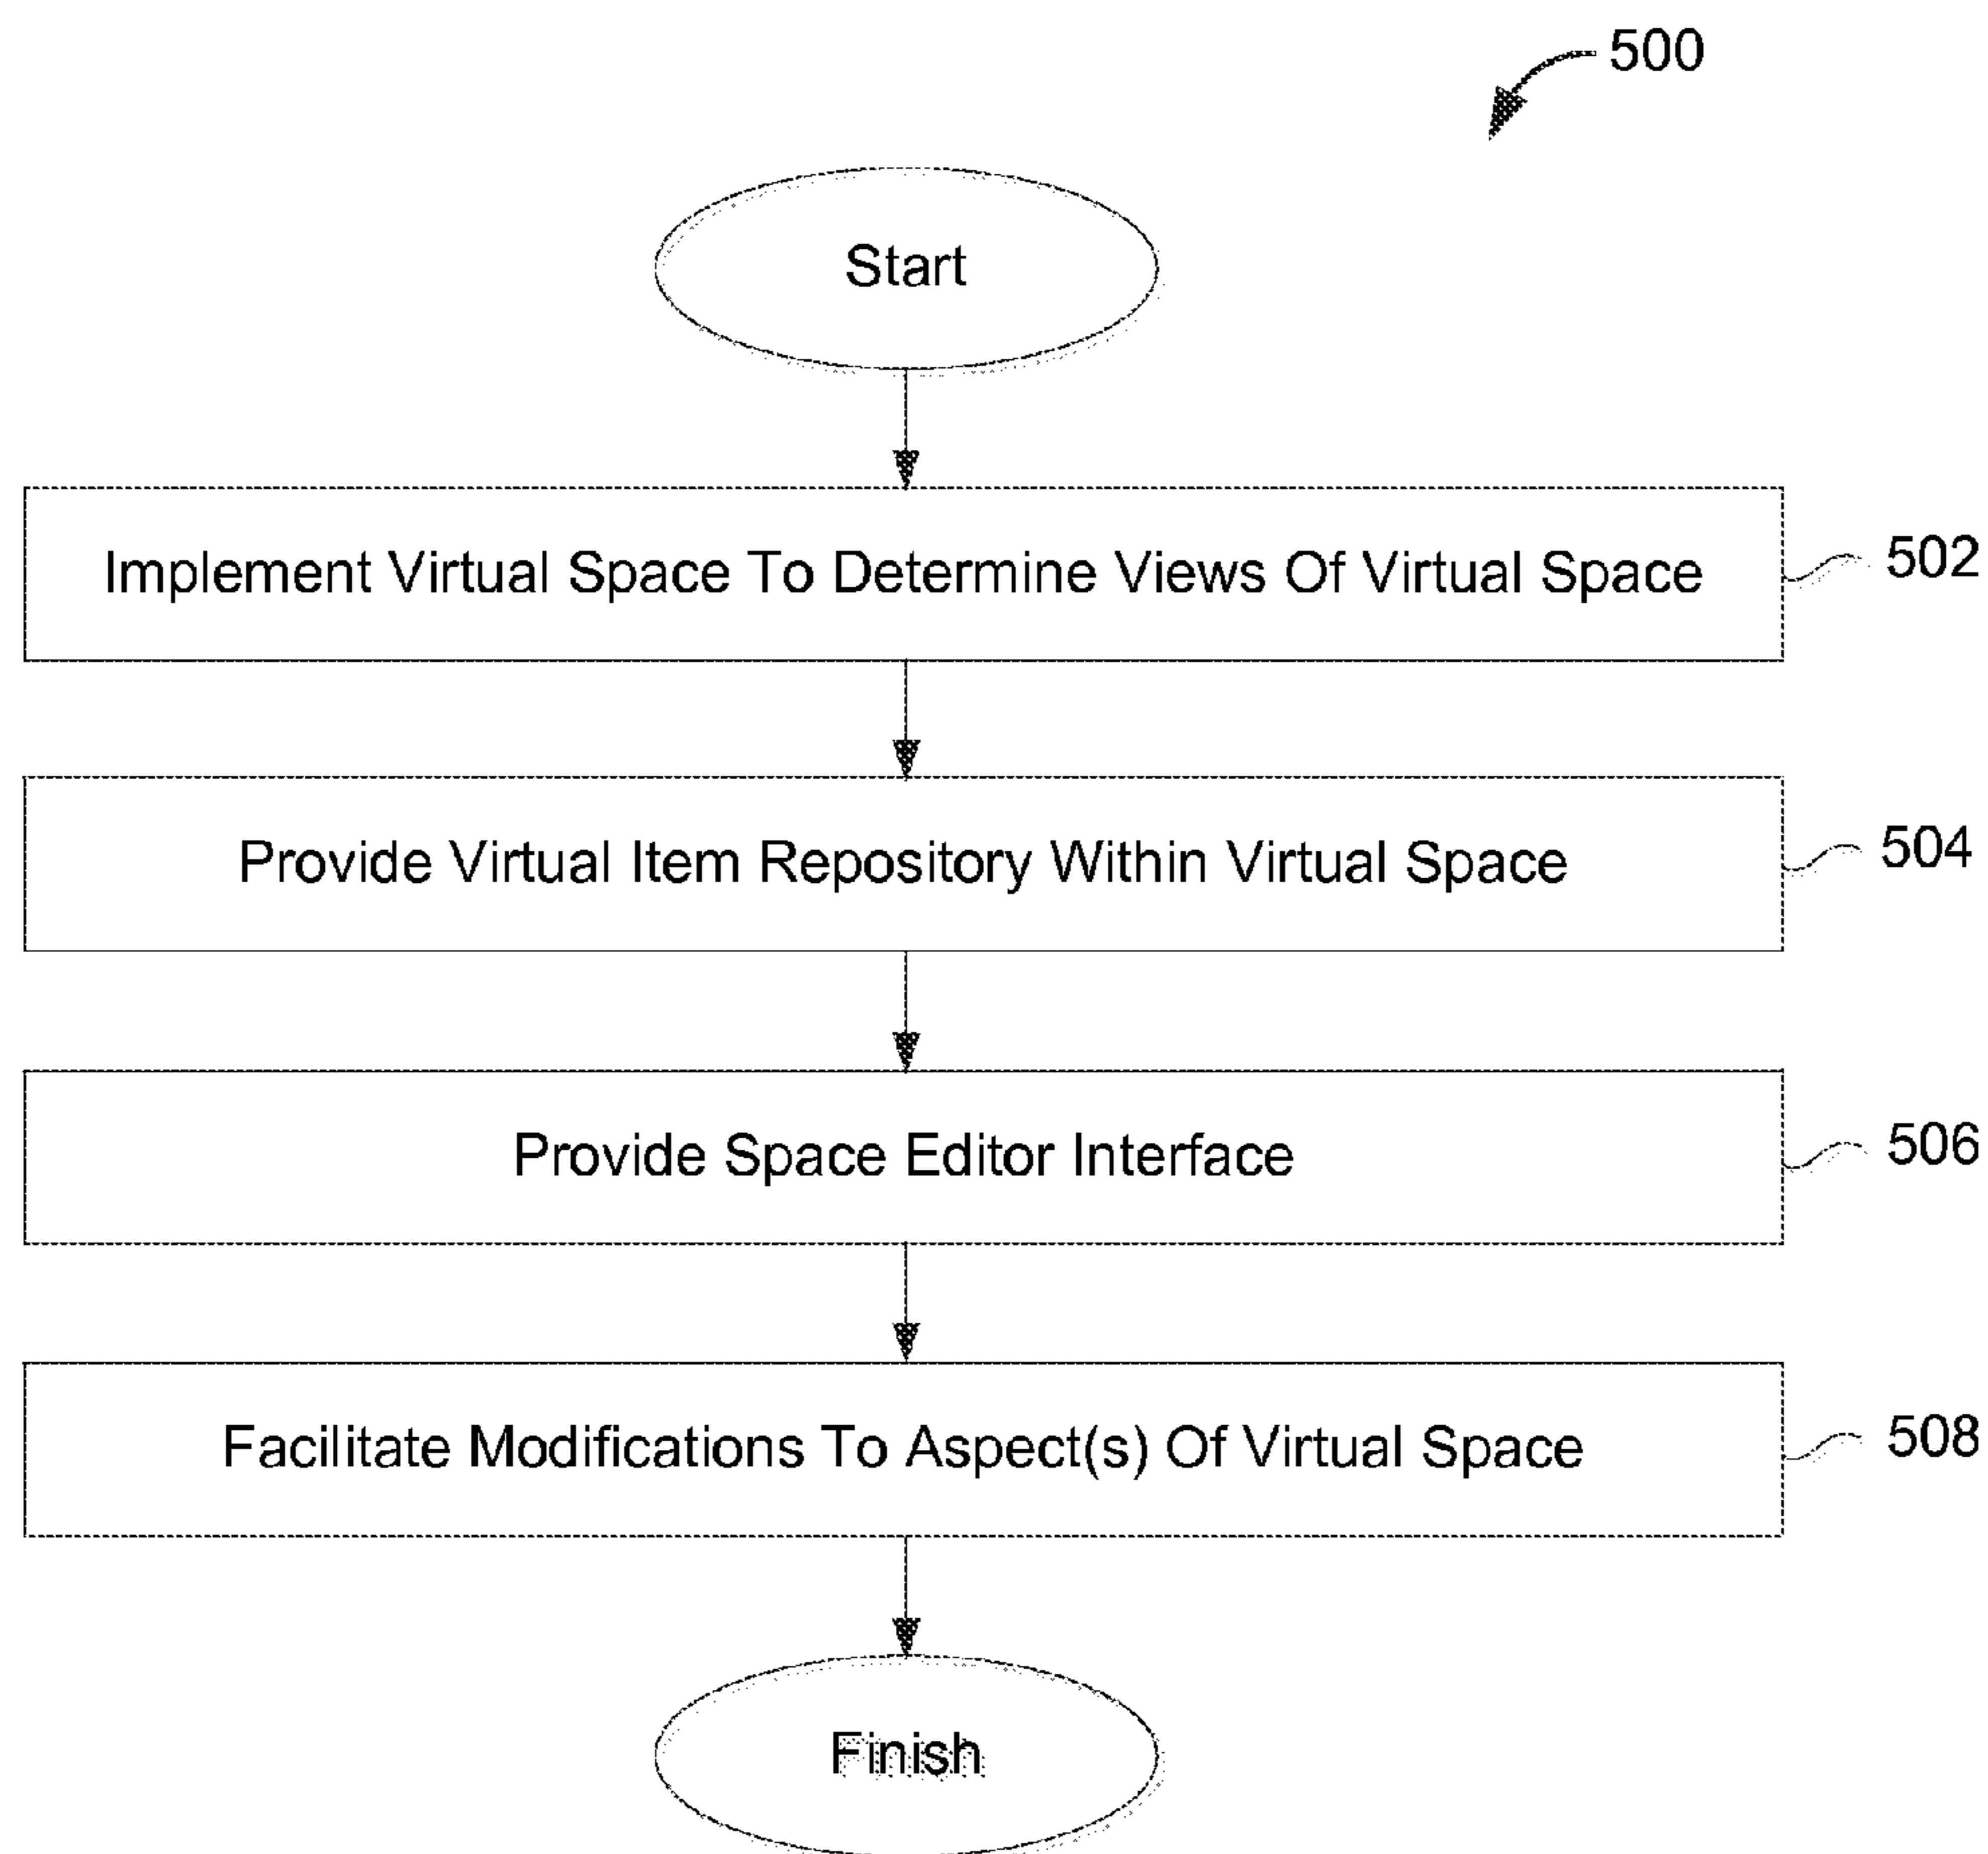 500
Start
Implement Virtual Space To Determine Views Of Virtual Space
502
Provide Virtual Item Repository Within Virtual Space
504
Provide Space Editor Interface
506
Facilitate Modifications To Aspect(s) Of Virtual Space
508
Finish